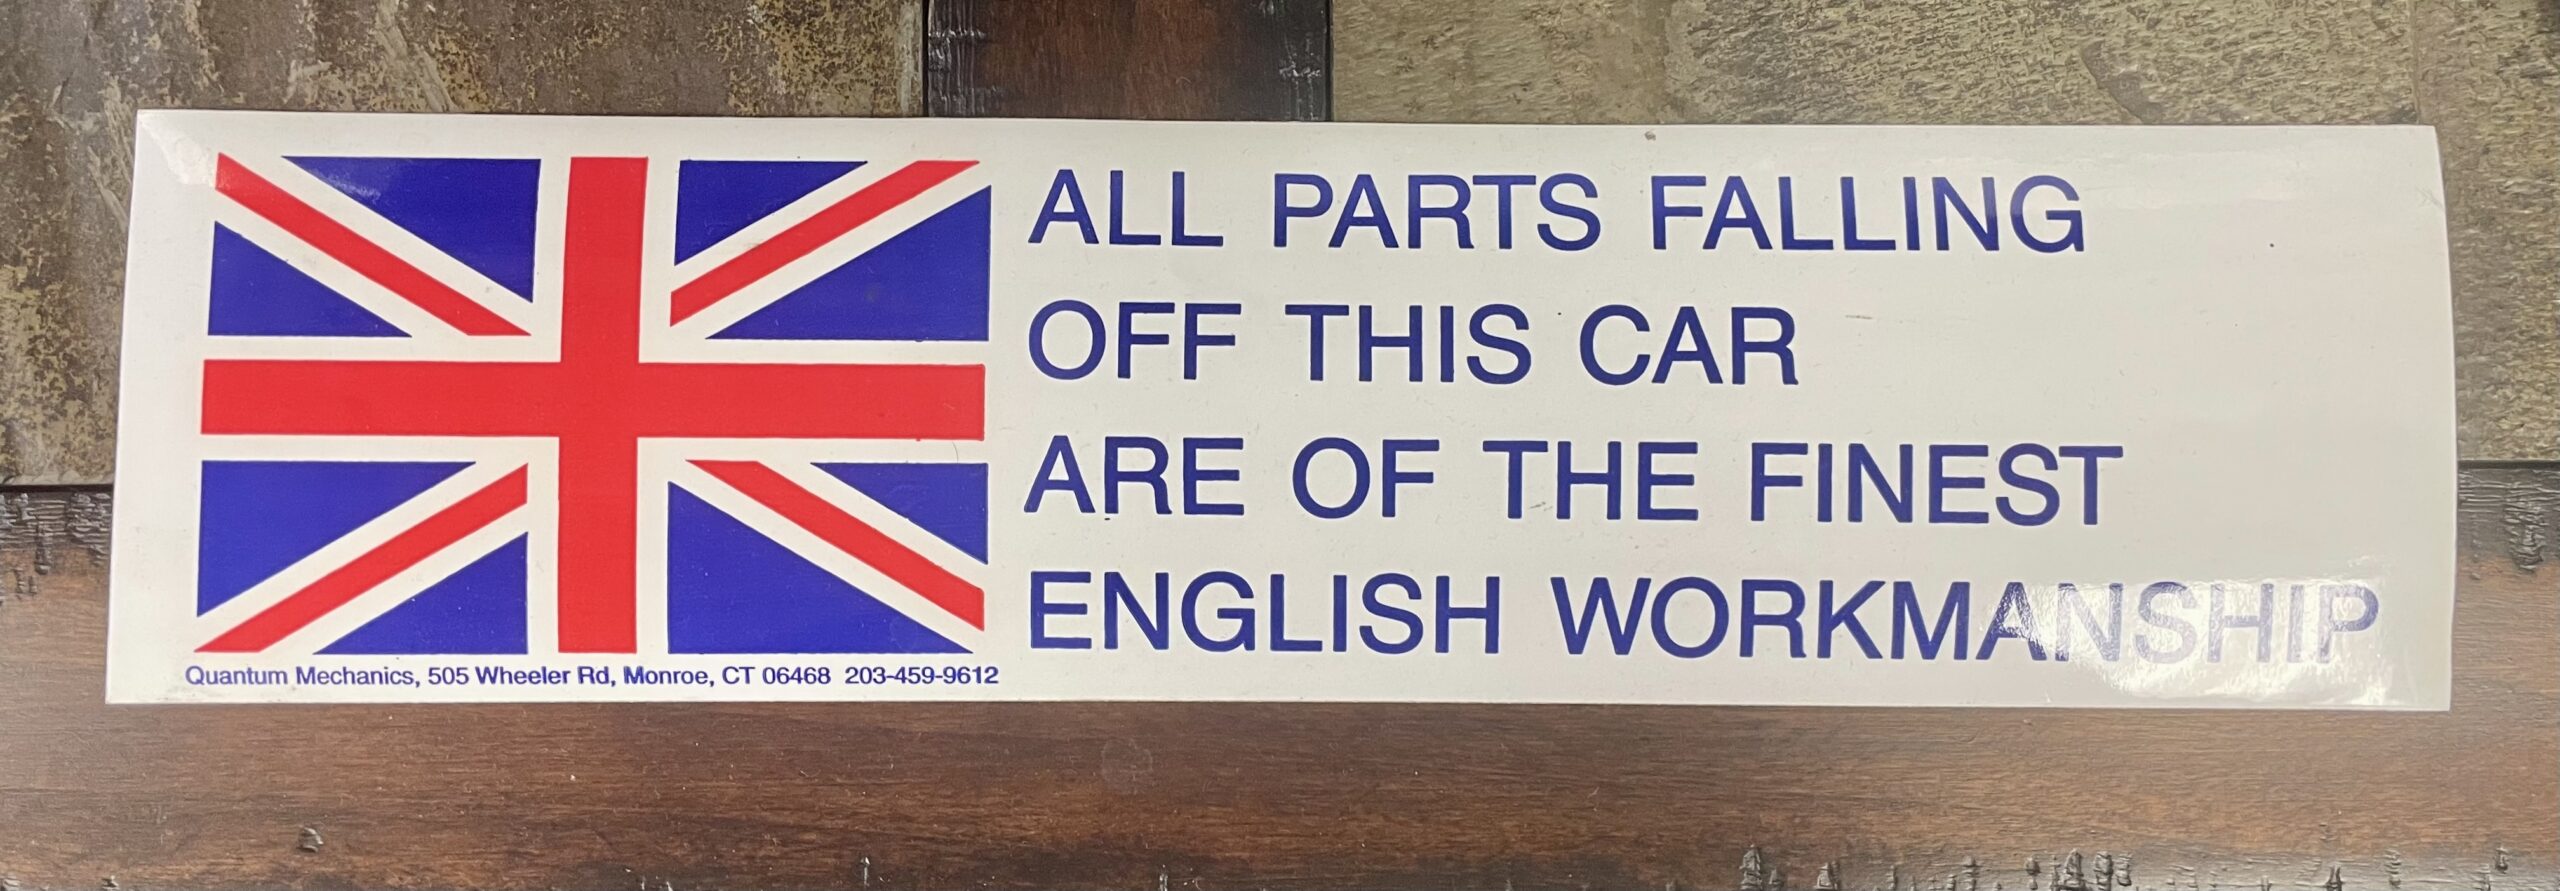 ALL PARTS FALLING
OFF THIS CAR
ARE OF THE FINEST
ENGLISH WORKMANSHIP
Quantum Mechanics, 505 Wheeler Rd, Monroe, CT 06468 203-459-9612